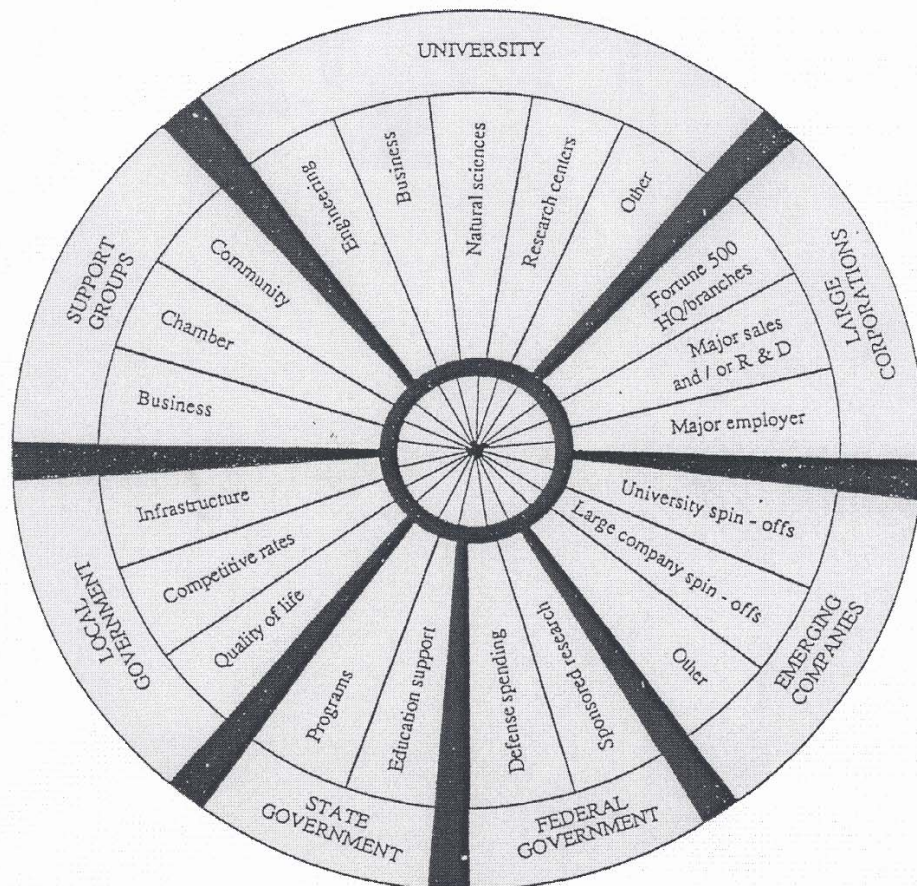 UNIVERSITY
Engineering
Business
Natural sciences
Research centers
Other
LARGE
CORPORATIONS
Fortune 500
HQ/branches
Major sales
and / or R & D
Major employer
EMERGING
COMPANIES
University spin - offs
Large company spin - offs
Other
FEDERAL
GOVERNMENT
Sponsored research
Defense spending
STATE
GOVERNMENT
Education support
Programs
LOCAL
GOVERNMENT
Quality of life
Competitive rates
Infrastructure
SUPPORT
GROUPS
Business
Chamber
Community